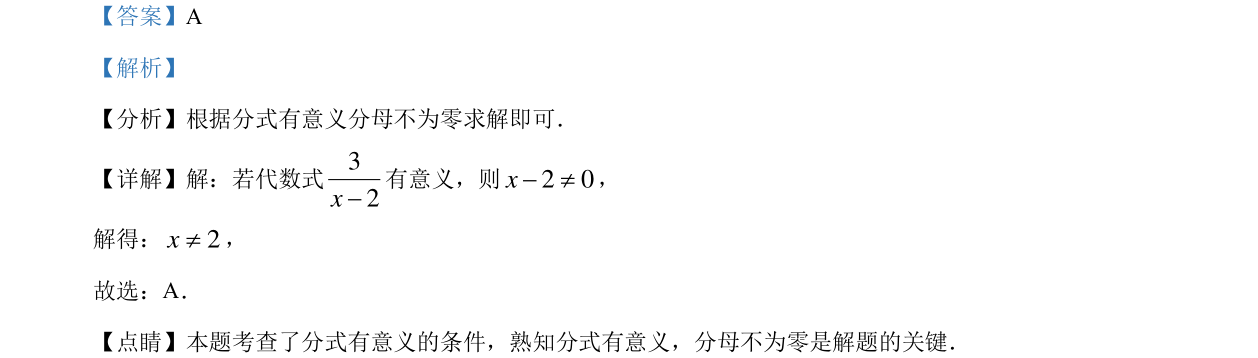 【答案】A
【解析】
【分析】根据分式有意义分母不为零求解即可.
【详解】解：若代数式$\frac{3}{x-2}$有意义，则$x-2\neq 0$，
解得：$x\neq 2$，
故选：A.
【点睛】本题考查了分式有意义的条件，熟知分式有意义，分母不为零是解题的关键.